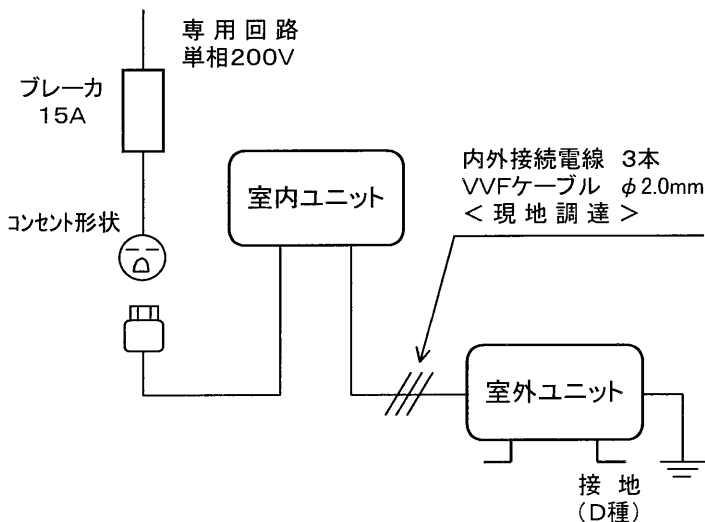 専用回路
単相200V
ブレーカ
15A
コンセント形状
室内ユニット
内外接続電線 3本
VVFケーブル φ2.0mm
＜現地調達＞
室外ユニット
接地
(D種)